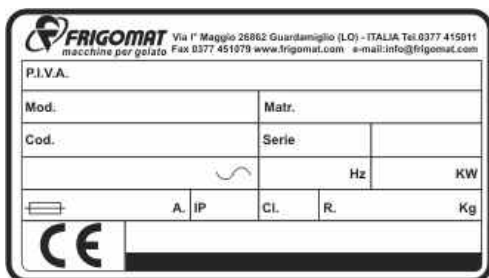 FRIGOMAT Via I° Maggio 26862 Guardamiglio (LO) - ITALIA Tel.0377 415011
macchine per gelato Fax 0377 451079 www.frigomat.com e-mail:info@frigomat.com
P.I.V.A.
Mod. Matr.
Cod. Serie
Hz KW
A. IP Cl. R. Kg
CE